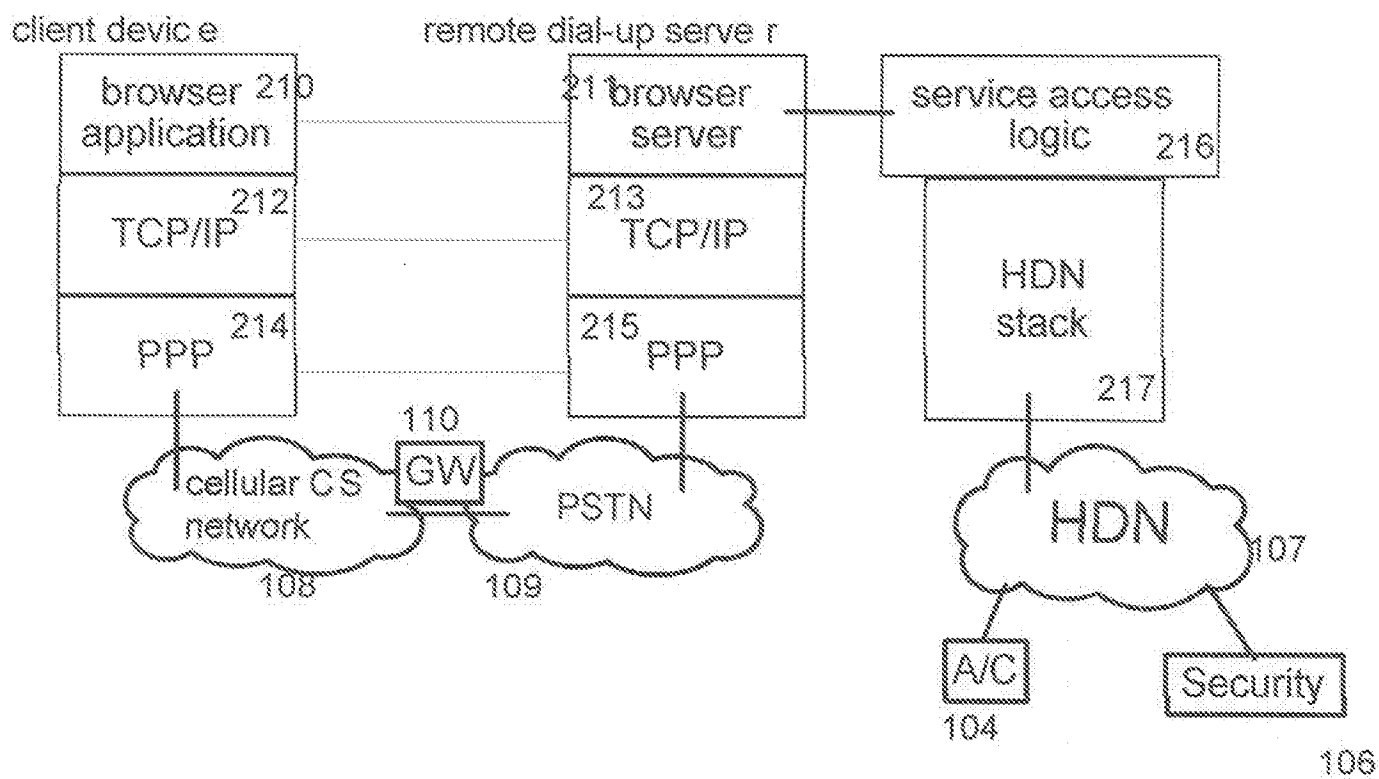 client device
remote dial-up server
browser
application
210
211
browser
server
service access
logic
216
212
TCP/IP
213
TCP/IP
HDN
stack
217
214
PPP
215
PPP
110
GW
cellular CS
network
108
PSTN
109
HDN
107
A/C
104
Security
106